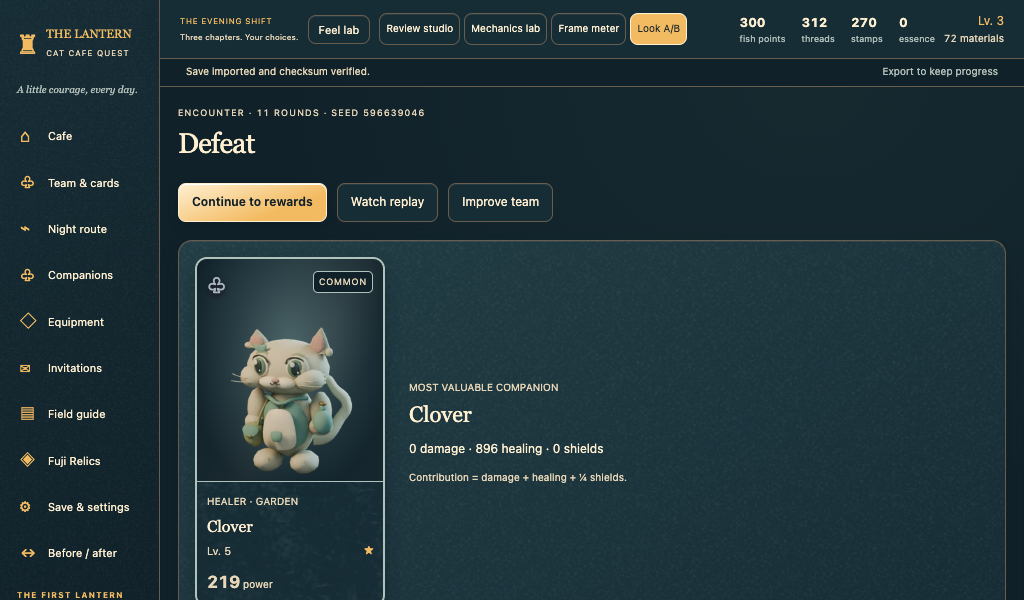 THE LANTERN
CAT CAFE QUEST
A little courage, every day.
Cafe
Team & cards
Night route
Companions
Equipment
Invitations
Field guide
Fuji Relics
Save & settings
Before / after
THE FIRST LANTERN
THE EVENING SHIFT
Three chapters. Your choices.
Feel lab
Review studio
Mechanics lab
Frame meter
Look A/B
300 fish points
312 threads
270 stamps
0 essence
Lv. 3
72 materials
Save imported and checksum verified.
Export to keep progress
ENCOUNTER · 11 ROUNDS · SEED 596639046
Defeat
Continue to rewards
Watch replay
Improve team
COMMON
HEALER · GARDEN
Clover
Lv. 5
219 power
MOST VALUABLE COMPANION
Clover
0 damage · 896 healing · 0 shields
Contribution = damage + healing + ¼ shields.